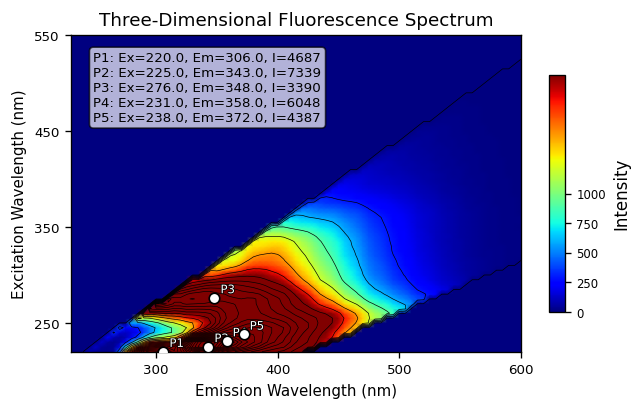 Three-Dimensional Fluorescence Spectrum
550
450
350
250
Excitation Wavelength (nm)
P1: Ex=220.0, Em=306.0, I=4687
P2: Ex=225.0, Em=343.0, I=7339
P3: Ex=276.0, Em=348.0, I=3390
P4: Ex=231.0, Em=358.0, I=6048
P5: Ex=238.0, Em=372.0, I=4387
P3
P5
P1
300
400
500
600
Emission Wavelength (nm)
1000
750
500
250
0
Intensity